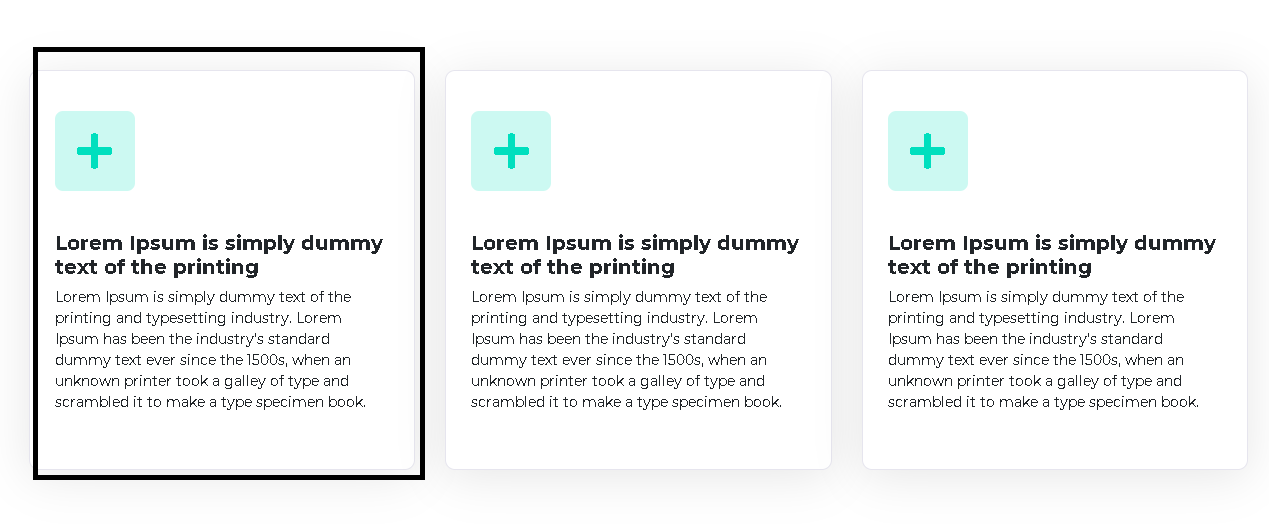 Lorem Ipsum is simply dummy
text of the printing
Lorem Ipsum is simply dummy text of the
printing and typesetting industry. Lorem
Ipsum has been the industry's standard
dummy text ever since the 1500s, when an
unknown printer took a galley of type and
scrambled it to make a type specimen book.
Lorem Ipsum is simply dummy
text of the printing
Lorem Ipsum is simply dummy text of the
printing and typesetting industry. Lorem
Ipsum has been the industry's standard
dummy text ever since the 1500s, when an
unknown printer took a galley of type and
scrambled it to make a type specimen book.
Lorem Ipsum is simply dummy
text of the printing
Lorem Ipsum is simply dummy text of the
printing and typesetting industry. Lorem
Ipsum has been the industry's standard
dummy text ever since the 1500s, when an
unknown printer took a galley of type and
scrambled it to make a type specimen book.